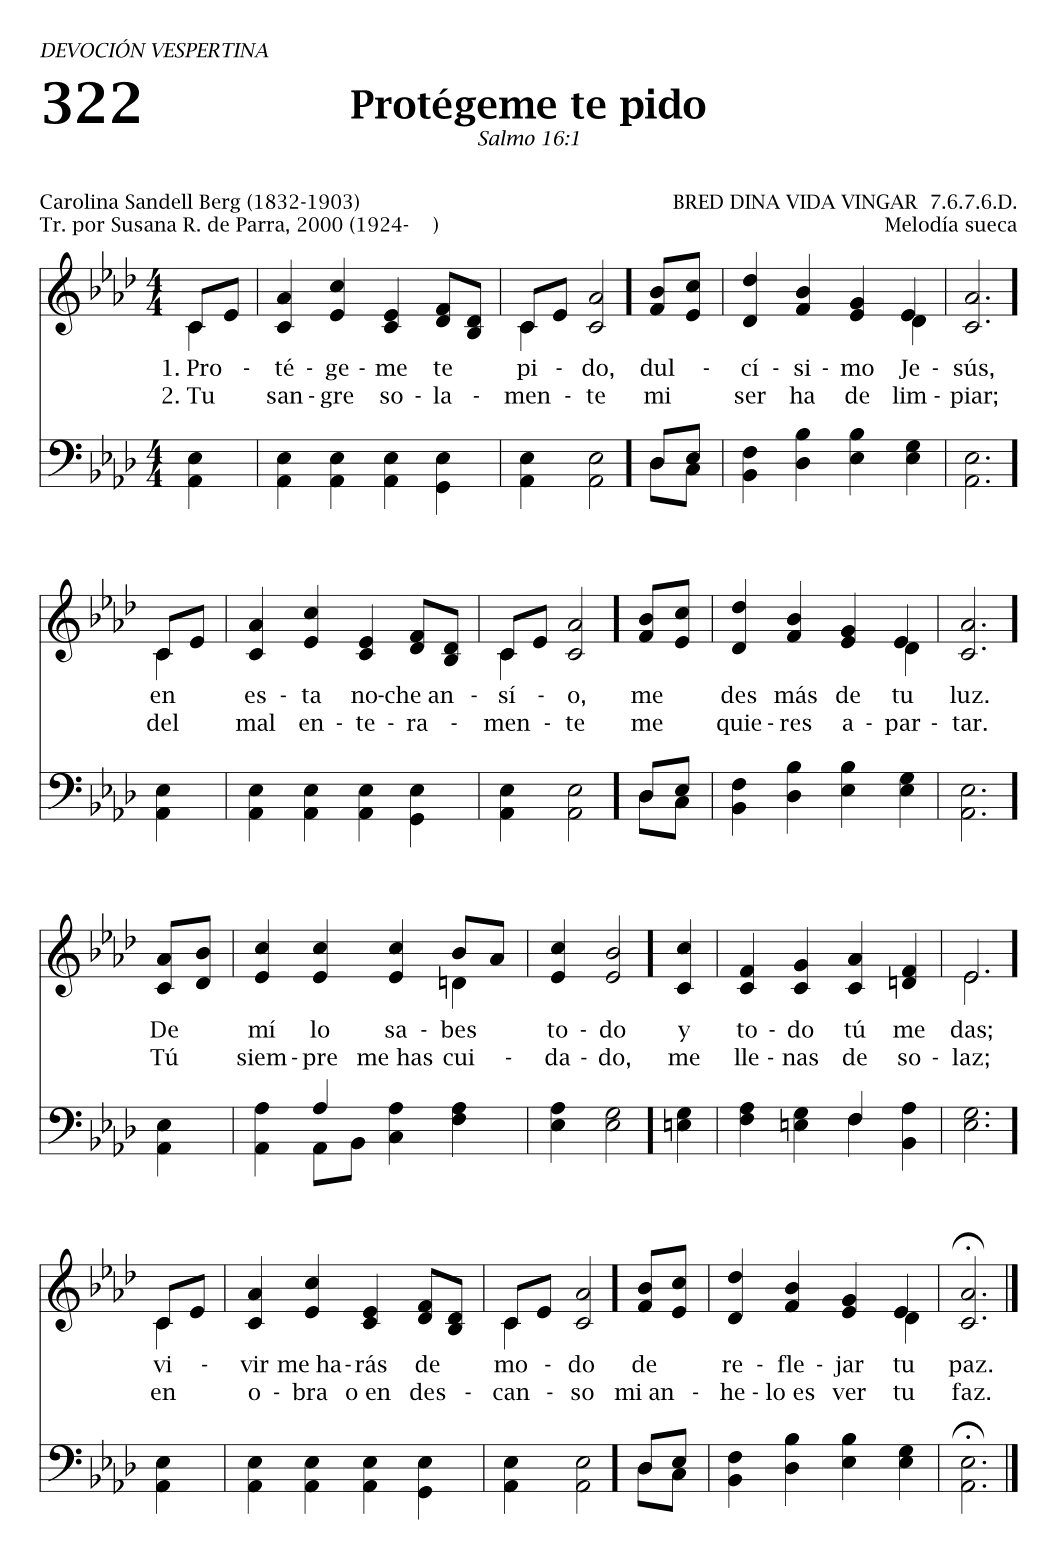 DEVOCIÓN VESPERTINA
322
Protégeme te pido
Salmo 16:1
Carolina Sandell Berg (1832-1903)
BRED DINA VIDA VINGAR 7.6.7.6.D.
Tr. por Susana R. de Parra, 2000 (1924- )
Melodía sueca
4
4
1. Pro - té - ge - me te pi - do, dul - cí - si - mo Je - sús,
2. Tu san - gre so - la - men - te mi ser ha de lim - piar;
4
4
en es - ta no-che an - sí - o, me des más de tu luz.
del mal en - te - ra - men - te me quie - res a - par - tar.
De mí lo sa - bes to - do y to - do tú me das;
Tú siem - pre me has cui - da - do, me lle - nas de so - laz;
vi - vir me ha - rás de mo - do de re - fle - jar tu paz.
en o - bra o en des - can - so mi an - he - lo es ver tu faz.